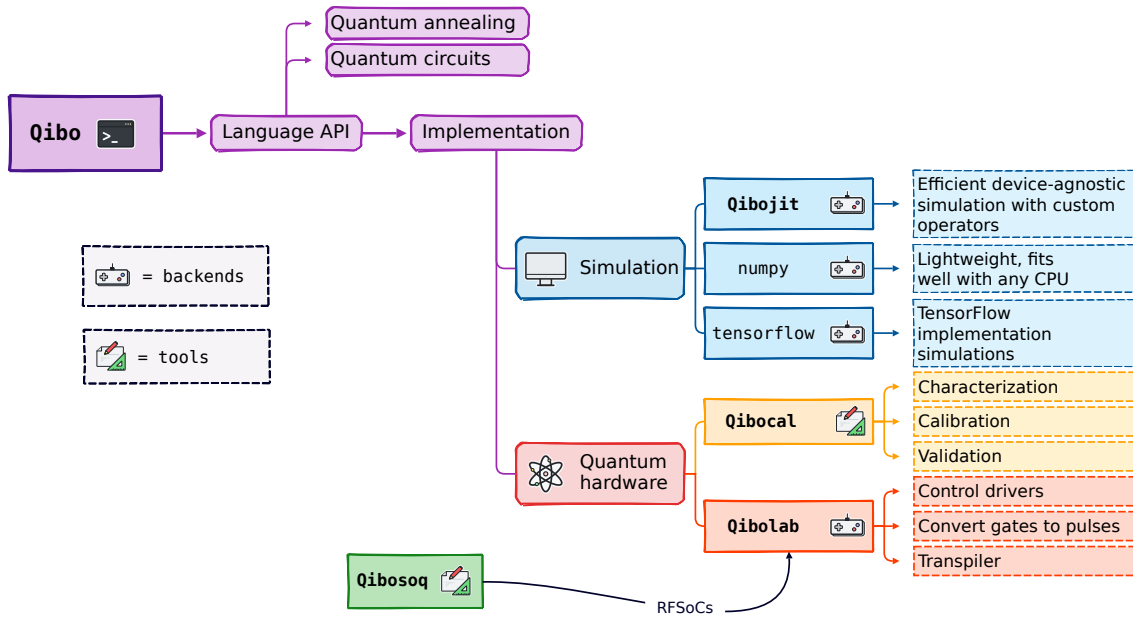 Quantum annealing
Quantum circuits
Qibo
>_
Language API
Implementation
Qibojit
Efficient device-agnostic
simulation with custom
operators
Simulation
numpy
Lightweight, fits
well with any CPU
= backends
tensorflow
TensorFlow
implementation
simulations
= tools
Qibocal
Characterization
Calibration
Validation
Quantum
hardware
Qibolab
Control drivers
Convert gates to pulses
Transpiler
Qibosoq
RFSoCs